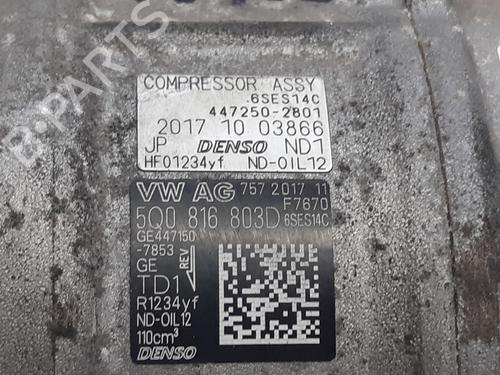 COMPRESSOR ASSY
.6SES14C
447250-2801
2017 10 03866
JP DENSO ND1
HF01234yf ND-OIL12
VW AG 757 2017 11
F7670
5Q0 816 803D 6SES14C
GE447150
-7853
GE
TD1 REV
R1234yf
ND-OIL12
110cm³
DENSO
B-Parts